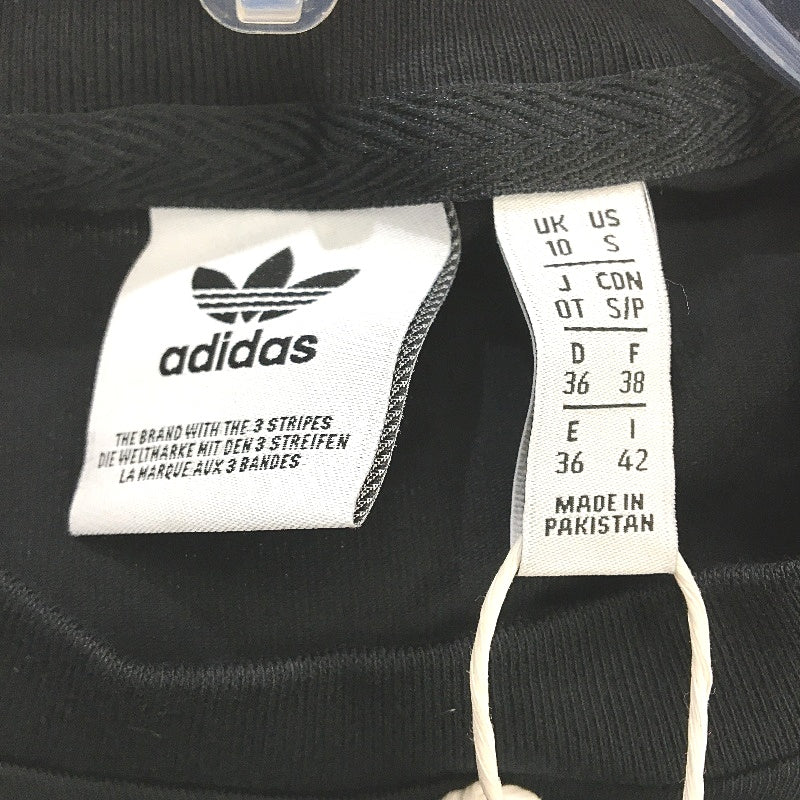 adidas
THE BRAND WITH THE 3 STRIPES
DIE WELTMARKE MIT DEN 3 STREIFEN
LA MARQUE AUX 3 BANDES
UK US
10 S
J CDN
OT S/P
D F
36 38
E I
36 42
MADE IN
PAKISTAN